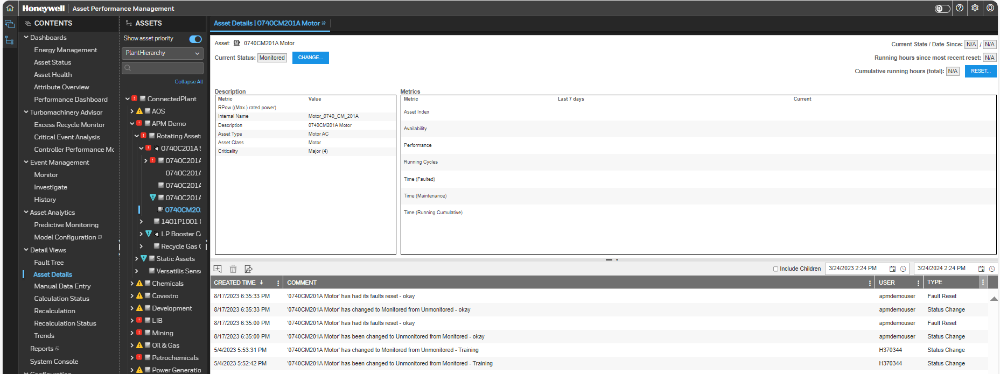 Honeywell | Asset Performance Management
CONTENTS
Dashboards
Energy Management
Asset Status
Asset Health
Attribute Overview
Performance Dashboard
Turbomachinery Advisor
Excess Recycle Monitor
Critical Event Analysis
Controller Performance Mc
Event Management
Monitor
Investigate
History
Asset Analytics
Predictive Monitoring
Model Configuration
Detail Views
Fault Tree
Asset Details
Manual Data Entry
Calculation Status
Recalculation
Recalculation Status
Trends
Reports
System Console
Configuration
ASSETS
Show asset priority
PlantHierarchy
Collapse All
ConnectedPlant
AOS
APM Demo
Rotating Assets
0740C201A S
0740C201A
0740C201A
0740C201A
0740C201A
0740CM20
1401P1001
LP Booster C
Recycle Gas
Static Assets
Versatilis Sens
Chemicals
Covestro
Development
LIB
Mining
Oil & Gas
Petrochemicals
Power Generatio
Asset Details | 0740CM201A Motor
Asset: 0740CM201A Motor
Current Status: Monitored CHANGE...
Current State / Date Since: N/A / N/A
Running hours since most recent reset: N/A
Cumulative running hours (total): N/A RESET...
Description
Metric Value
RPow ((Max.) rated power)
Internal Name Motor_0740_CM_201A
Description 0740CM201A Motor
Asset Type Motor AC
Asset Class Motor
Criticality Major (4)
Metrics
Metric Last 7 days Current
Asset Index
Availability
Performance
Running Cycles
Time (Faulted)
Time (Maintenance)
Time (Running Cumulative)
Include Children 3/24/2023 2:24 PM 3/24/2024 2:24 PM
CREATED TIME COMMENT USER TYPE
8/17/2023 6:35:33 PM '0740CM201A Motor' has had its faults reset - okay apmdemouser Fault Reset
8/17/2023 6:35:33 PM '0740CM201A Motor' has changed to Monitored from Unmonitored - okay apmdemouser Status Change
8/17/2023 6:35:00 PM '0740CM201A Motor' has had its faults reset - okay apmdemouser Fault Reset
8/17/2023 6:35:00 PM '0740CM201A Motor' has been changed to Unmonitored from Monitored - okay apmdemouser Status Change
5/4/2023 5:53:31 PM '0740CM201A Motor' has changed to Monitored from Unmonitored - Training H370344 Status Change
5/4/2023 5:52:42 PM '0740CM201A Motor' has been changed to Unmonitored from Monitored - Training H370344 Status Change